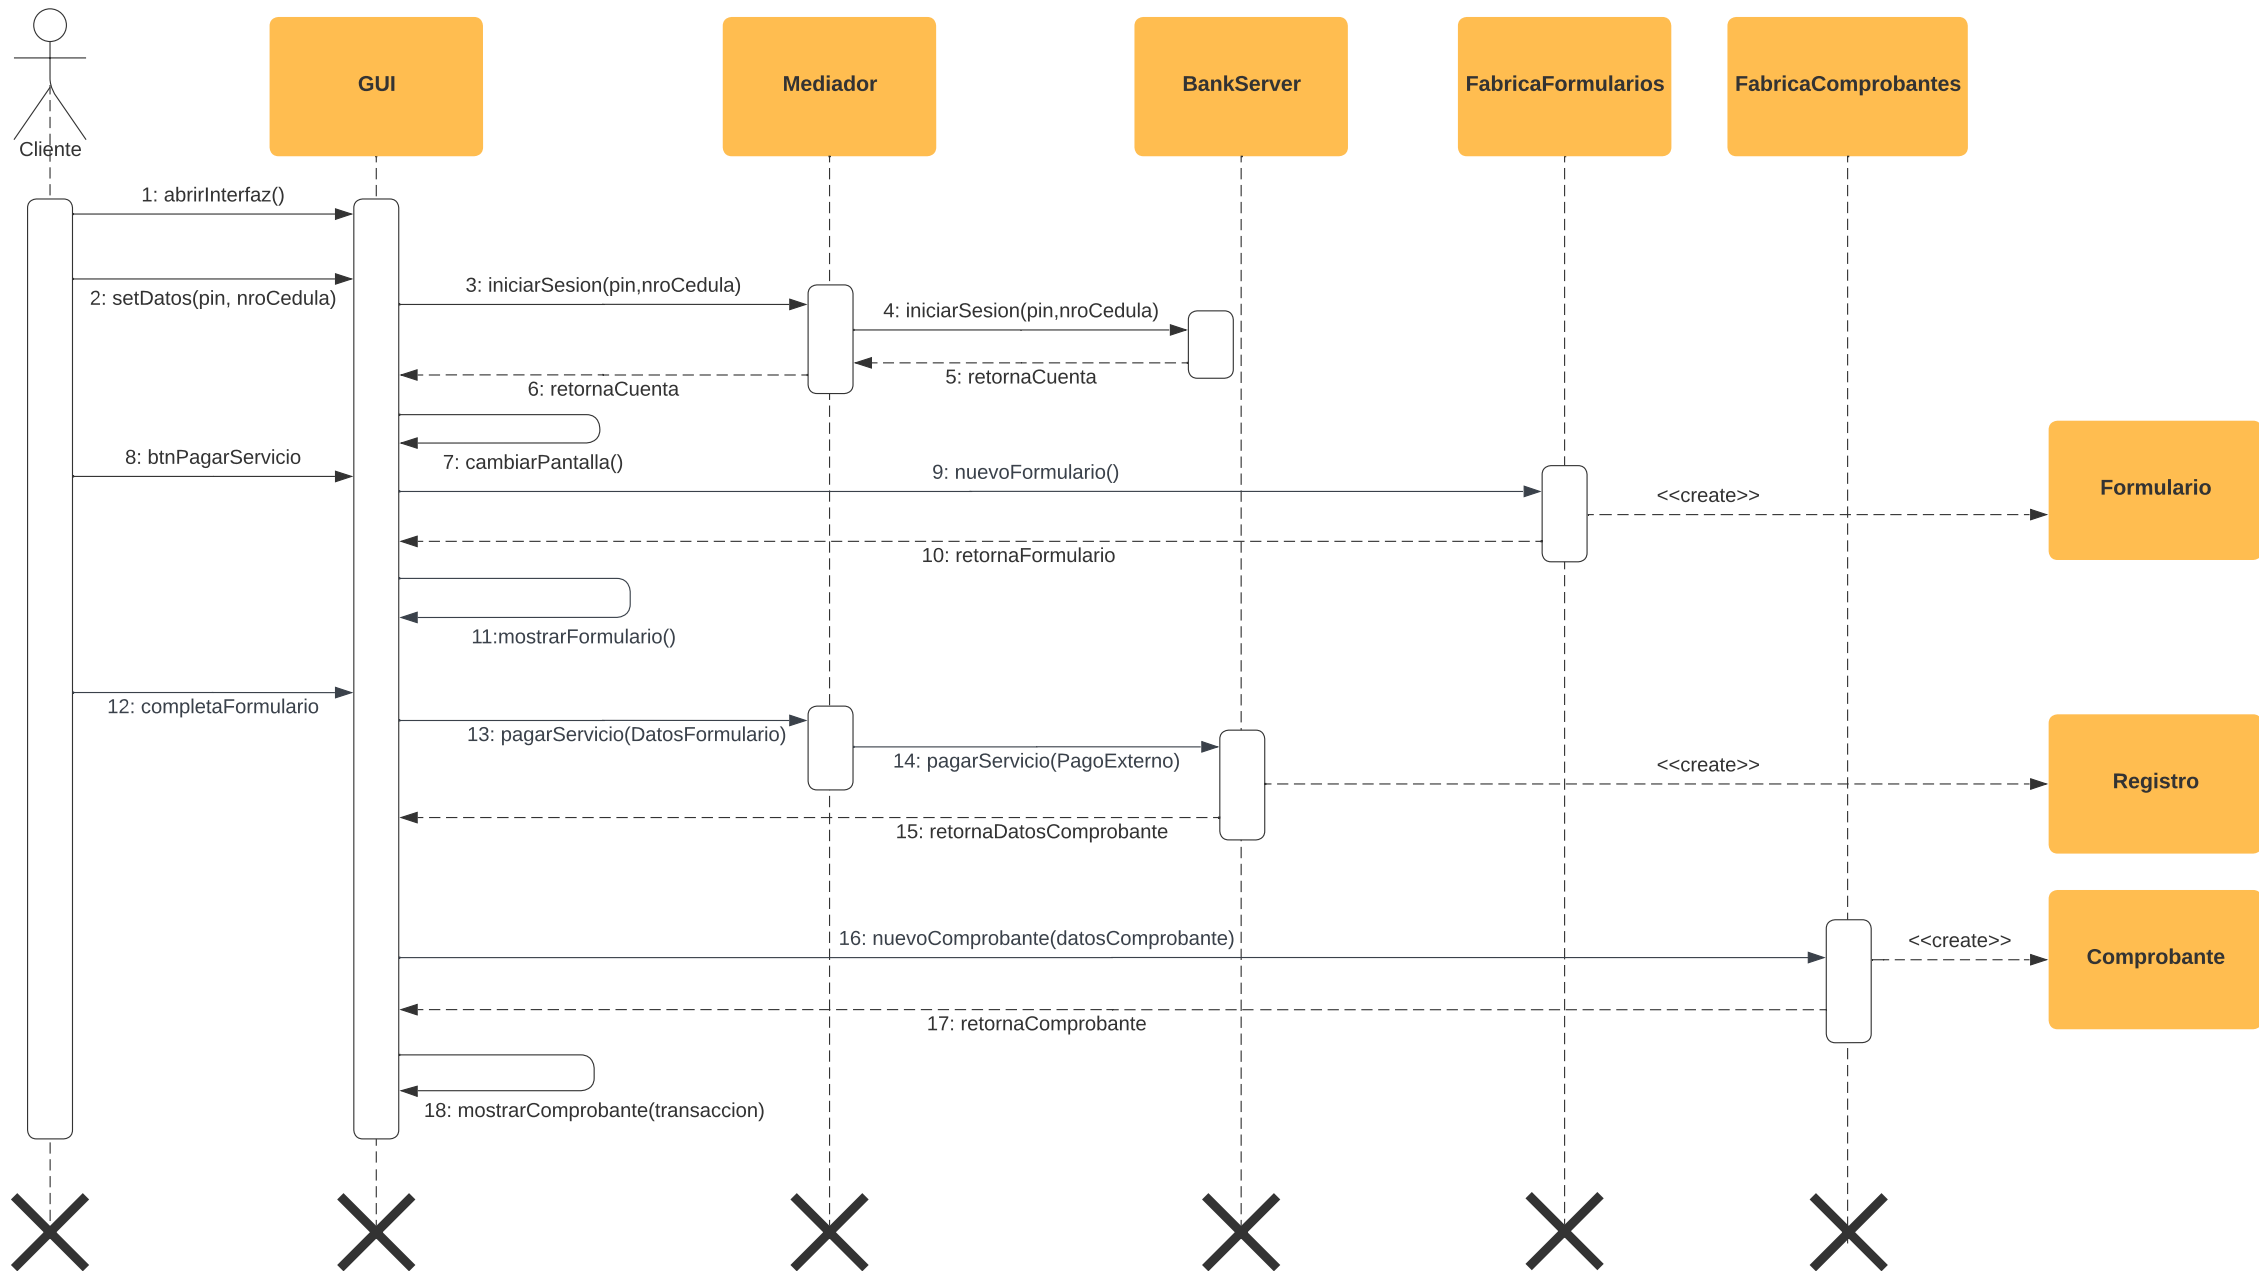 GUI
Mediador
BankServer
FabricaFormularios
FabricaComprobantes
Cliente
1: abrirInterfaz()
2: setDatos(pin, nroCedula)
3: iniciarSesion(pin,nroCedula)
4: iniciarSesion(pin,nroCedula)
5: retornaCuenta
6: retornaCuenta
7: cambiarPantalla()
8: btnPagarServicio
9: nuevoFormulario()
<<create>>
Formulario
10: retornaFormulario
11:mostrarFormulario()
12: completaFormulario
13: pagarServicio(DatosFormulario)
14: pagarServicio(PagoExterno)
<<create>>
Registro
15: retornaDatosComprobante
16: nuevoComprobante(datosComprobante)
<<create>>
Comprobante
17: retornaComprobante
18: mostrarComprobante(transaccion)